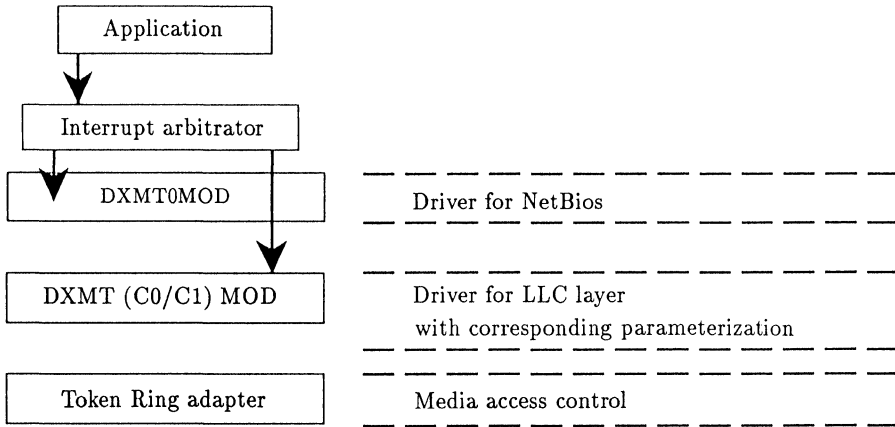 Application
Interrupt arbitrator
DXMT0MOD
Driver for NetBios
DXMT (C0/C1) MOD
Driver for LLC layer
with corresponding parameterization
Token Ring adapter
Media access control